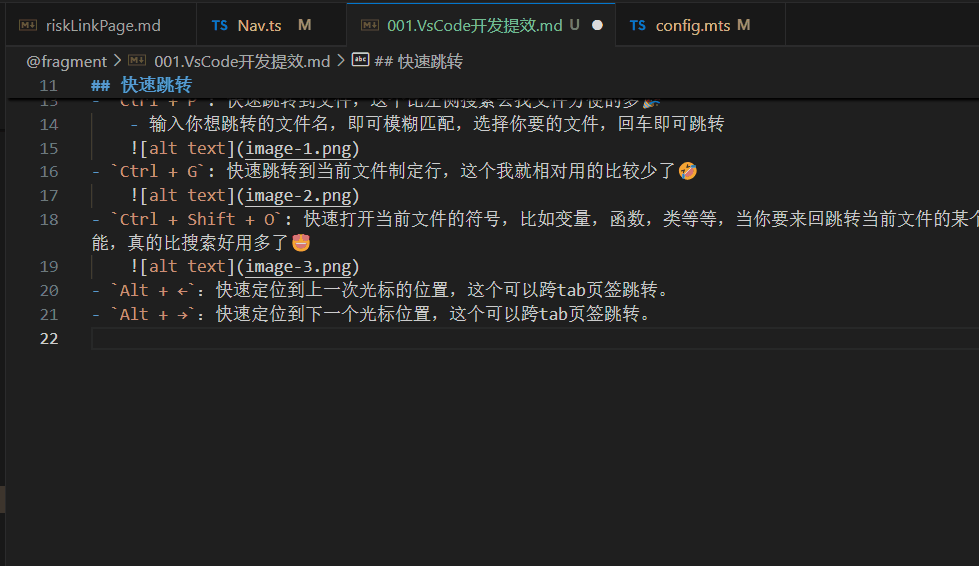 riskLinkPage.md
TS Nav.ts M
001.VsCode开发提效.md U
TS config.mts M
@fragment > 001.VsCode开发提效.md > abc ## 快速跳转
11 ## 快速跳转
13 - `Ctrl + P`: 快速跳转到文件，这个比左侧搜索去找文件方便的多🎉
14 - 输入你想跳转的文件名，即可模糊匹配，选择你要的文件，回车即可跳转
15 ![alt text](image-1.png)
16 - `Ctrl + G`: 快速跳转到当前文件制定行，这个我就相对用的比较少了🤣
17 ![alt text](image-2.png)
18 - `Ctrl + Shift + O`: 快速打开当前文件的符号，比如变量，函数，类等等，当你要来回跳转当前文件的某个
能，真的比搜索好用多了🤩
19 ![alt text](image-3.png)
20 - `Alt + ←`: 快速定位到上一次光标的位置，这个可以跨tab页签跳转。
21 - `Alt + →`: 快速定位到下一个光标位置，这个可以跨tab页签跳转。
22